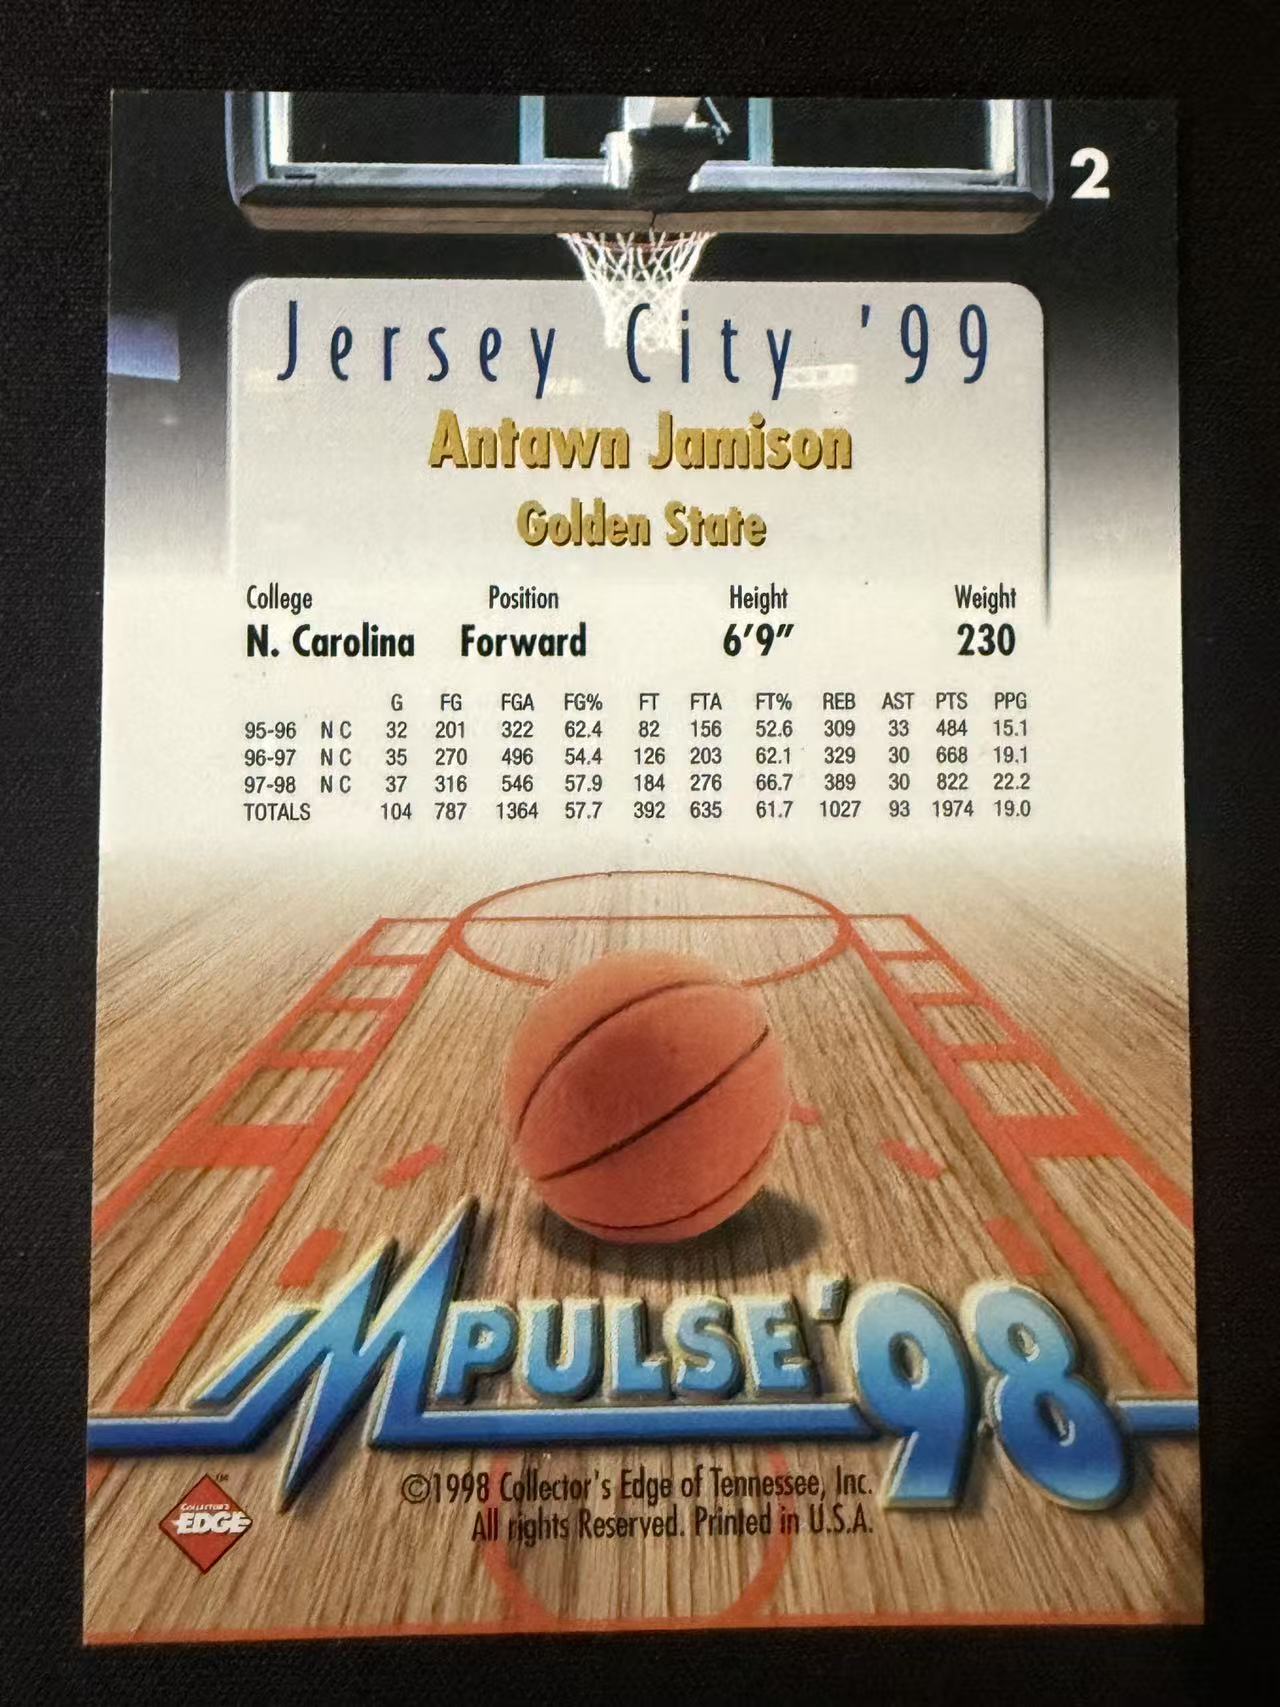 2
Jersey City '99
Antawn Jamison
Golden State
College Position Height Weight
N. Carolina Forward 6'9" 230
G FG FGA FG% FT FTA FT% REB AST PTS PPG
95-96 N C 32 201 322 62.4 82 156 52.6 309 33 484 15.1
96-97 N C 35 270 496 54.4 126 203 62.1 329 30 668 19.1
97-98 N C 37 316 546 57.9 184 276 66.7 389 30 822 22.2
TOTALS 104 787 1364 57.7 392 635 61.7 1027 93 1974 19.0
MPULSE '98
©1998 Collector's Edge of Tennessee, Inc.
All rights Reserved. Printed in U.S.A.
COLLECTOR'S
EDGE
TM